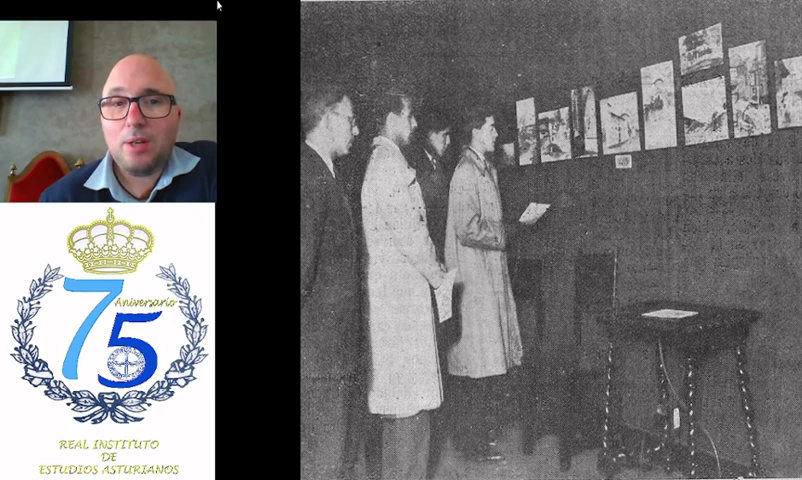 75
Aniversario
REAL INSTITUTO
DE
ESTUDIOS ASTURIANOS